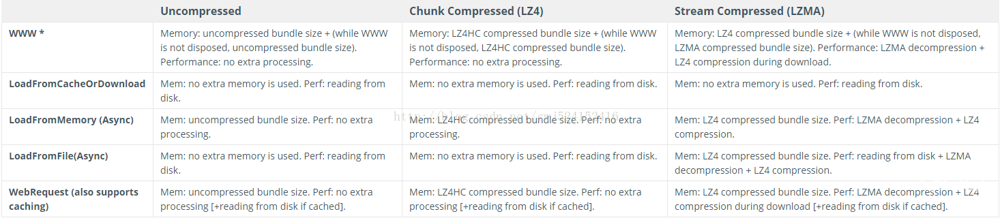 Uncompressed
Chunk Compressed (LZ4)
Stream Compressed (LZMA)
WWW *
Memory: uncompressed bundle size + (while WWW
is not disposed, uncompressed bundle size).
Performance: no extra processing.
Memory: LZ4HC compressed bundle size + (while WWW
is not disposed, LZ4HC compressed bundle size).
Performance: no extra processing.
Memory: LZ4 compressed bundle size + (while WWW is not disposed,
LZMA compressed bundle size). Performance: LZMA decompression +
LZ4 compression during download.
LoadFromCacheOrDownload
Mem: no extra memory is used. Perf: reading from
disk.
Mem: no extra memory is used. Perf: reading from disk.
Mem: no extra memory is used. Perf: reading from disk.
http://blog.csdn.net/smj524152416
LoadFromMemory (Async)
Mem: uncompressed bundle size. Perf: no extra
processing.
Mem: LZ4HC compressed bundle size. Perf: no extra
processing.
Mem: LZ4 compressed bundle size. Perf: LZMA decompression + LZ4
compression.
LoadFromFile(Async)
Mem: no extra memory is used. Perf: reading from
disk.
Mem: no extra memory is used. Perf: reading from disk.
Mem: LZ4 compressed bundle size. Perf: reading from disk + LZMA
decompression + LZ4 compression.
WebRequest (also supports
caching)
Mem: uncompressed bundle size. Perf: no extra
processing [+reading from disk if cached].
Mem: LZ4HC compressed bundle size. Perf: no extra
processing [+reading from disk if cached].
Mem: LZ4 compressed bundle size. Perf: LZMA decompression + LZ4
compression during download [+reading from disk if cached].